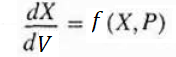 dX/dV = f(X,P)